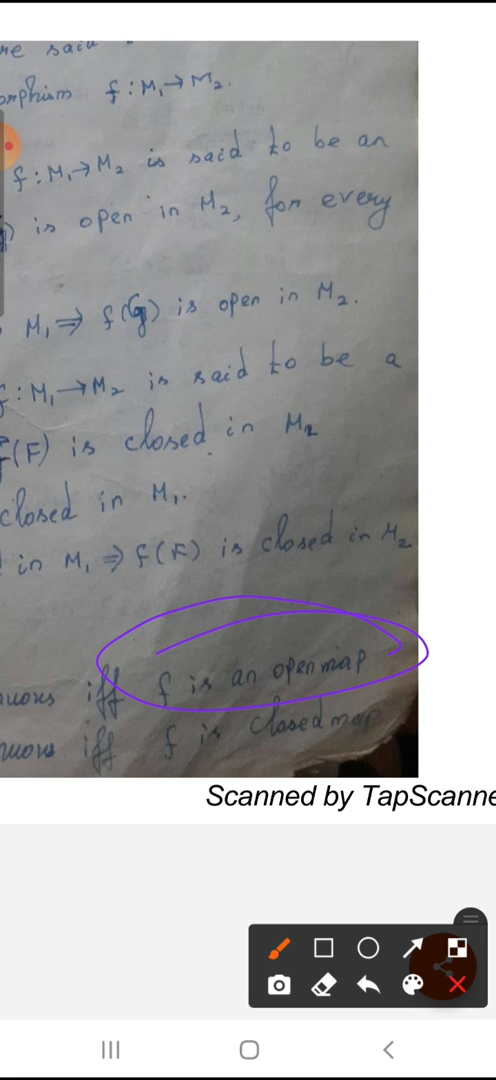 orphism f : M₁ → M₂.
f : M₁ → M₂ is said to be an
is open in M₂, for every
M₁ ⇒ f(G) is open in M₂.
f : M₁ → M₂ is said to be a
f(F) is closed in M₂
closed in M₁.
in M₁ ⇒ f(F) is closed in M₂
nuous iff f is an open map
nuous iff f is closed map
Scanned by TapScanne